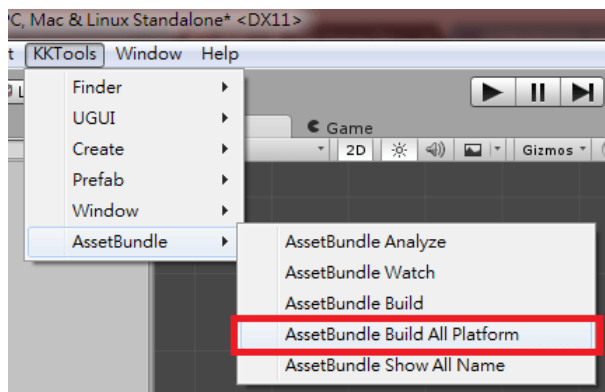 PC, Mac & Linux Standalone* <DX11>
t KKTools Window Help
Finder
UGUI
Game
Create
2D Gizmos
Prefab
Window
AssetBundle
AssetBundle Analyze
AssetBundle Watch
AssetBundle Build
AssetBundle Build All Platform
AssetBundle Show All Name